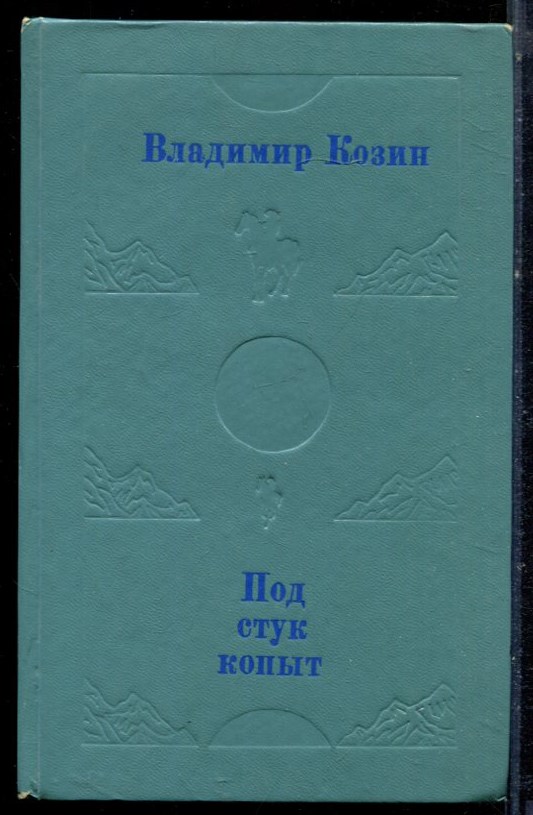 Владимир Козин
Под
стук
копыт